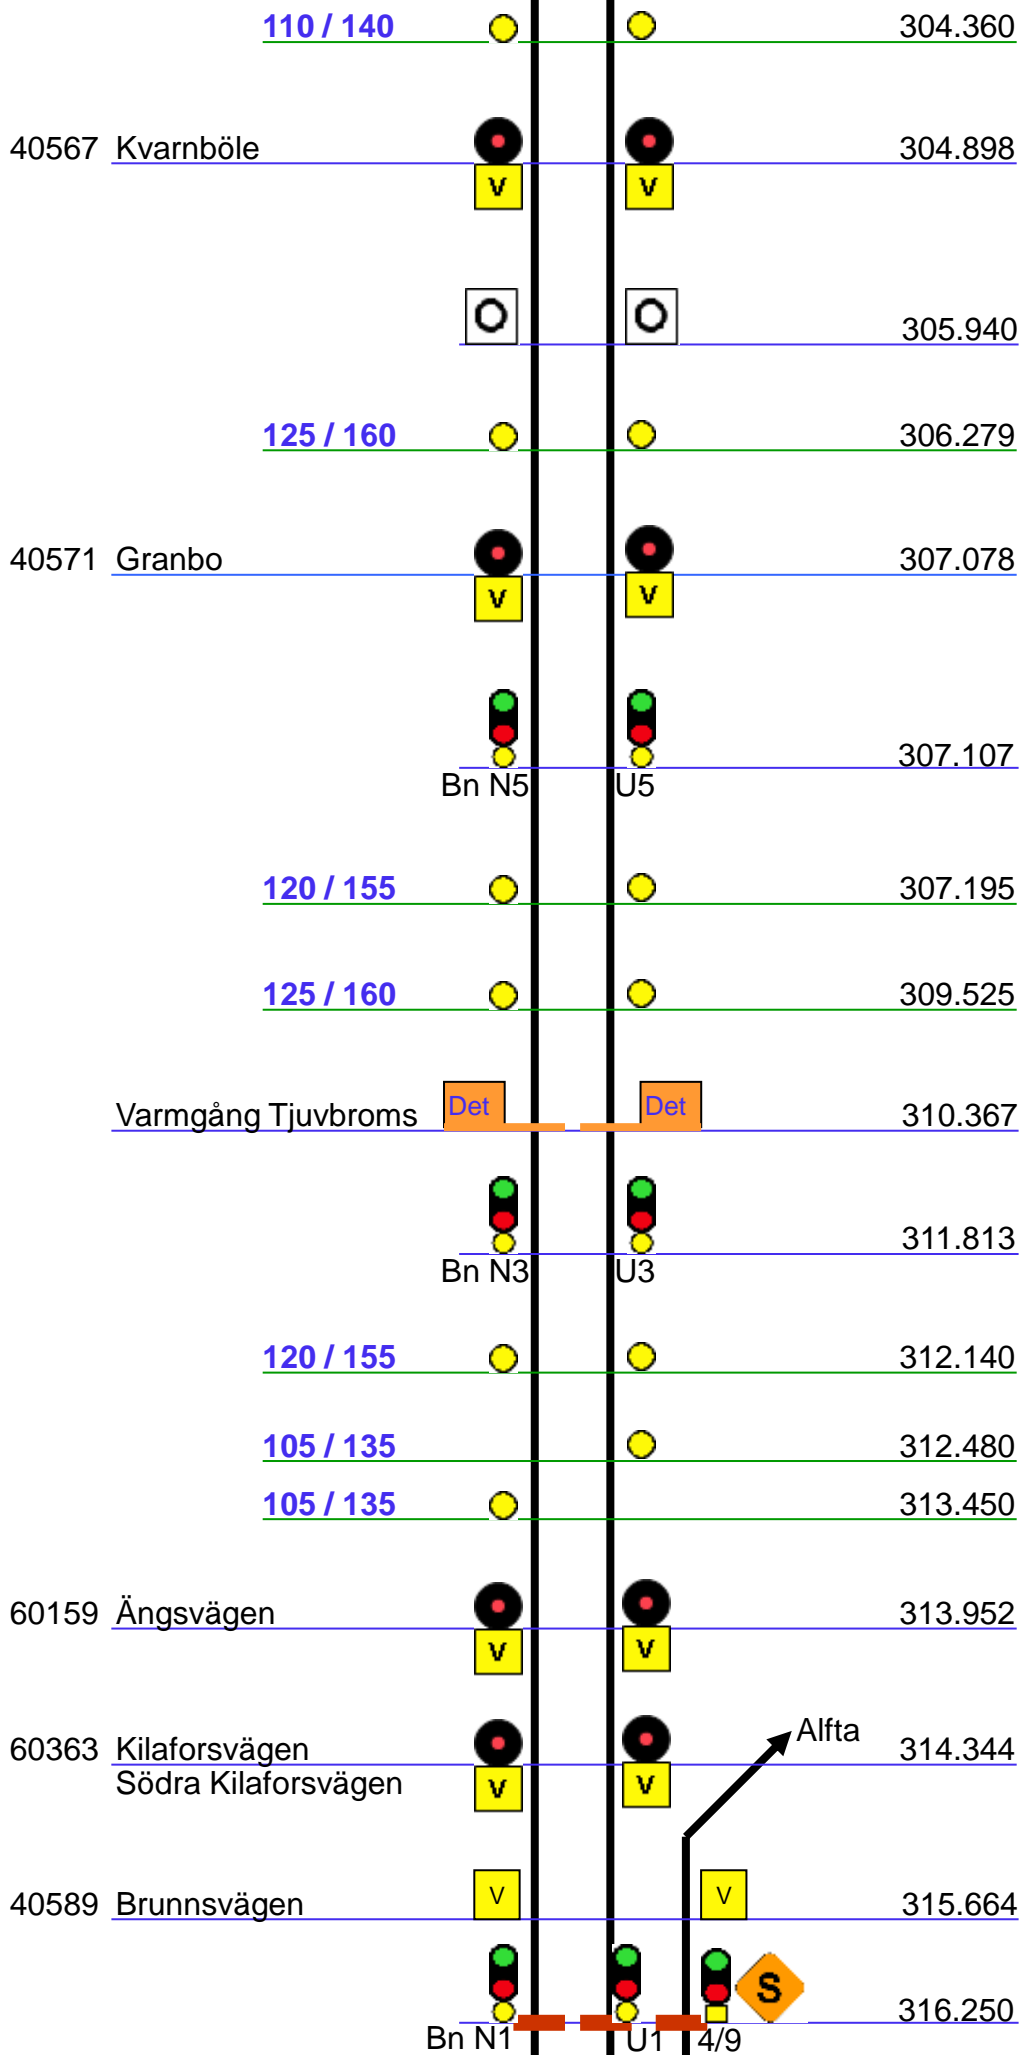 110 / 140 304.360
40567 Kvarnböle 304.898
V V
O O 305.940
125 / 160 306.279
40571 Granbo 307.078
V V
307.107
Bn N5 U5
120 / 155 307.195
125 / 160 309.525
Varmgång Tjuvbroms Det Det 310.367
311.813
Bn N3 U3
120 / 155 312.140
105 / 135 312.480
105 / 135 313.450
60159 Ängsvägen 313.952
V V
Alfta
60363 Kilaforsvägen 314.344
Södra Kilaforsvägen V V
40589 Brunnsvägen V V 315.664
S 316.250
Bn N1 U1 4/9